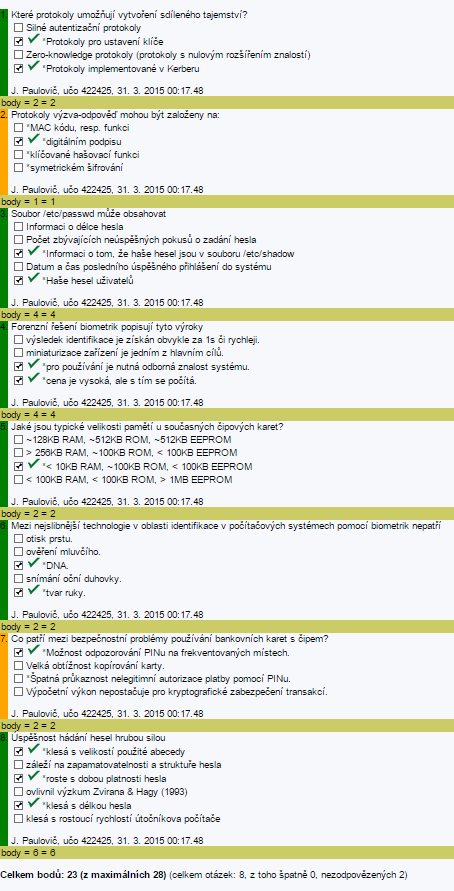 1. Které protokoly umožňují vytvoření sdíleného tajemství?
Silné autentizační protokoly
*Protokoly pro ustavení klíče
Zero-knowledge protokoly (protokoly s nulovým rozšířením znalostí)
*Protokoly implementované v Kerberu
J. Paulovič, učo 422425, 31. 3. 2015 00:17.48
body = 2 = 2
2. Protokoly výzva-odpověď mohou být založeny na:
*MAC kódu, resp. funkci
*digitálním podpisu
*klíčované hašovací funkci
*symetrickém šifrování
J. Paulovič, učo 422425, 31. 3. 2015 00:17.48
body = 1 = 1
3. Soubor /etc/passwd může obsahovat
Informaci o délce hesla
Počet zbývajících neúspěšných pokusů o zadání hesla
*Informaci o tom, že haše hesel jsou v souboru /etc/shadow
Datum a čas posledního úspěšného přihlášení do systému
*Haše hesel uživatelů
J. Paulovič, učo 422425, 31. 3. 2015 00:17.48
body = 4 = 4
4. Forenzní řešení biometrik popisují tyto výroky
výsledek identifikace je získán obvykle za 1s či rychleji.
miniaturizace zařízení je jedním z hlavním cílů.
*pro používání je nutná odborná znalost systému.
*cena je vysoká, ale s tím se počítá.
J. Paulovič, učo 422425, 31. 3. 2015 00:17.48
body = 4 = 4
5. Jaké jsou typické velikosti pamětí u současných čipových karet?
~128KB RAM, ~512KB ROM, ~512KB EEPROM
> 256KB RAM, ~100KB ROM, < 100KB EEPROM
*< 10KB RAM, ~100KB ROM, < 100KB EEPROM
< 100KB RAM, < 100KB ROM, > 1MB EEPROM
J. Paulovič, učo 422425, 31. 3. 2015 00:17.48
body = 2 = 2
6. Mezi nejslibnější technologie v oblasti identifikace v počítačových systémech pomocí biometrik nepatří
otisk prstu.
ověření mluvčího.
*DNA.
snímání oční duhovky.
*tvar ruky.
J. Paulovič, učo 422425, 31. 3. 2015 00:17.48
body = 2 = 2
7. Co patří mezi bezpečnostní problémy používání bankovních karet s čipem?
*Možnost odpozorování PINu na frekventovaných místech.
Velká obtížnost kopírování karty.
*Špatná průkaznost nelegitimní autorizace platby pomocí PINu.
Výpočetní výkon nepostačuje pro kryptografické zabezpečení transakcí.
J. Paulovič, učo 422425, 31. 3. 2015 00:17.48
body = 2 = 2
8. Úspěšnost hádání hesel hrubou silou
*klesá s velikostí použité abecedy
záleží na zapamatovatelnosti a struktuře hesla
*roste s dobou platnosti hesla
ovlivnil výzkum Zvirana & Hagy (1993)
*klesá s délkou hesla
klesá s rostoucí rychlostí útočníkova počítače
J. Paulovič, učo 422425, 31. 3. 2015 00:17.48
body = 6 = 6
Celkem bodů: 23 (z maximálních 28) (celkem otázek: 8, z toho špatně 0, nezodpovězených 2)